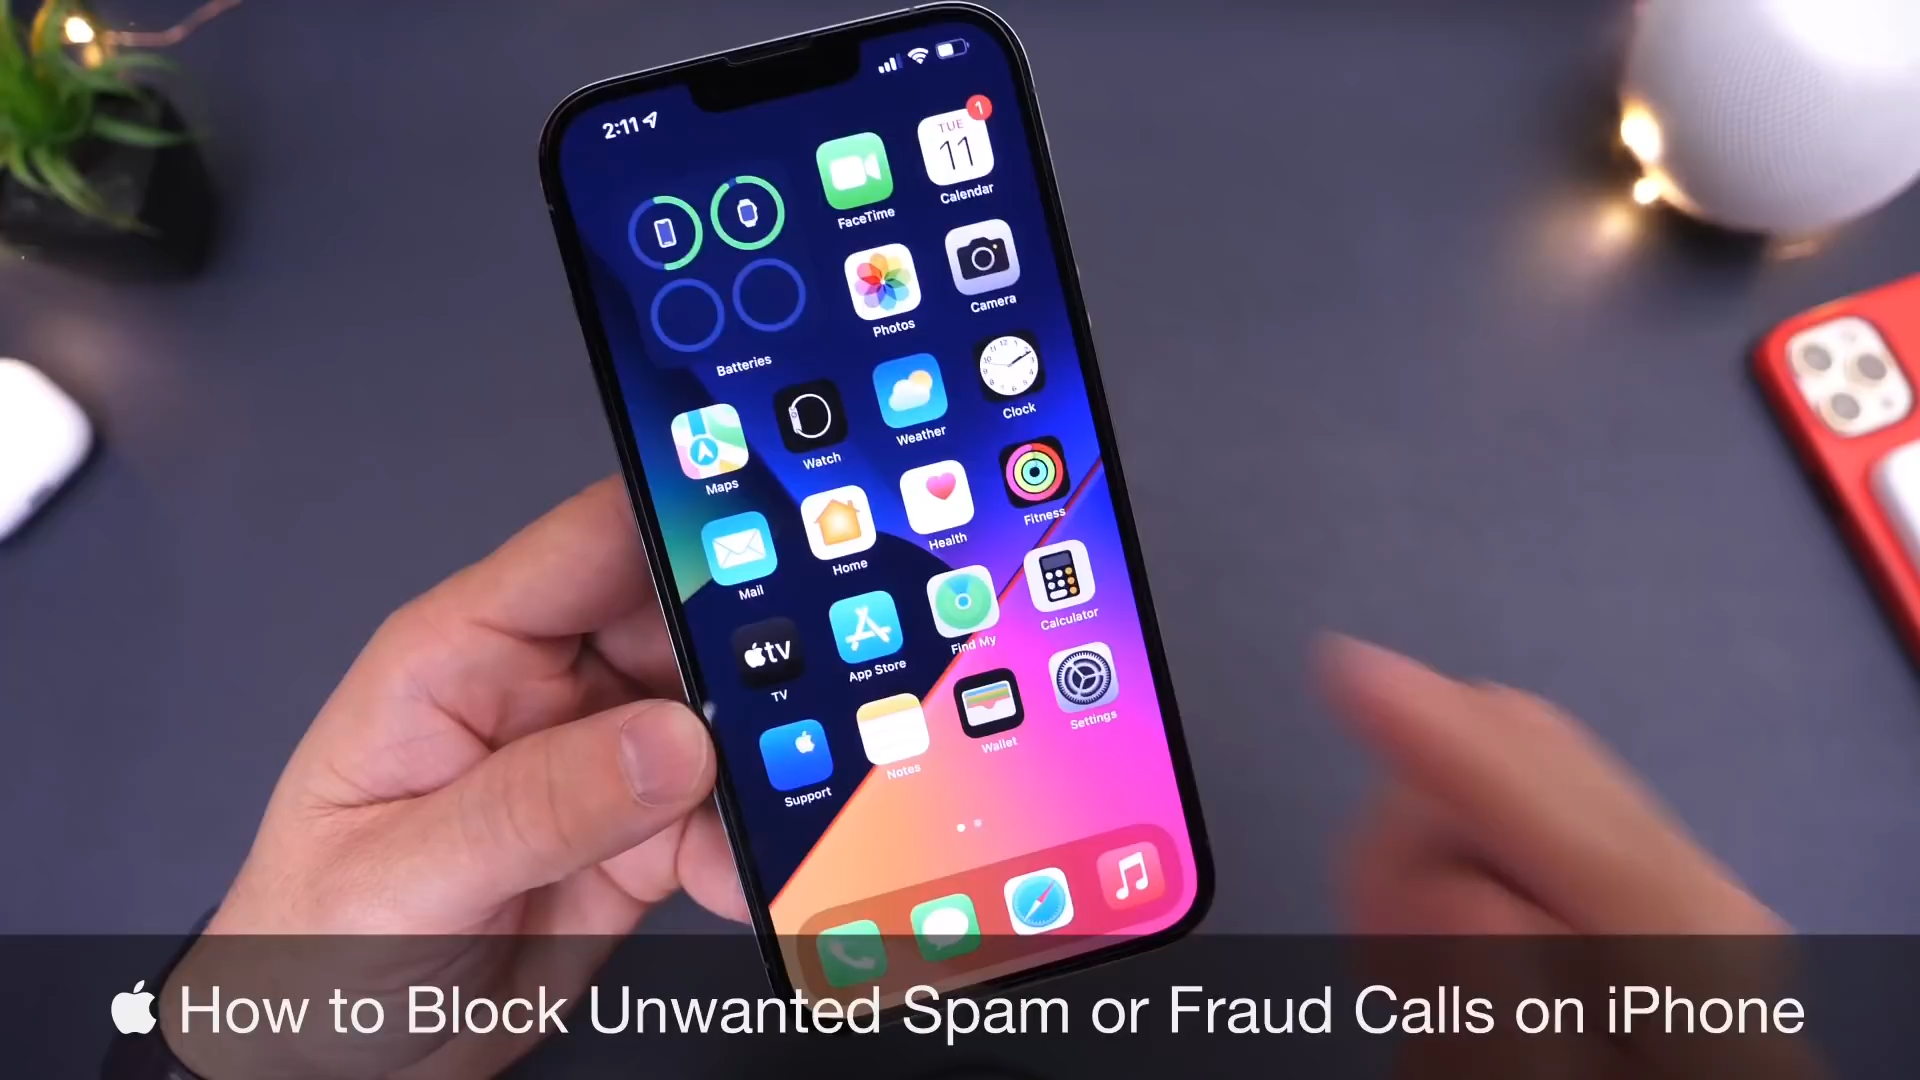 2:11
1
TUE
11
FaceTime
Calendar
Batteries
Photos
Camera
Maps
Watch
Weather
Clock
Mail
Home
Health
Fitness
tv
TV
App Store
Find My
Calculator
Support
Notes
Wallet
Settings
How to Block Unwanted Spam or Fraud Calls on iPhone